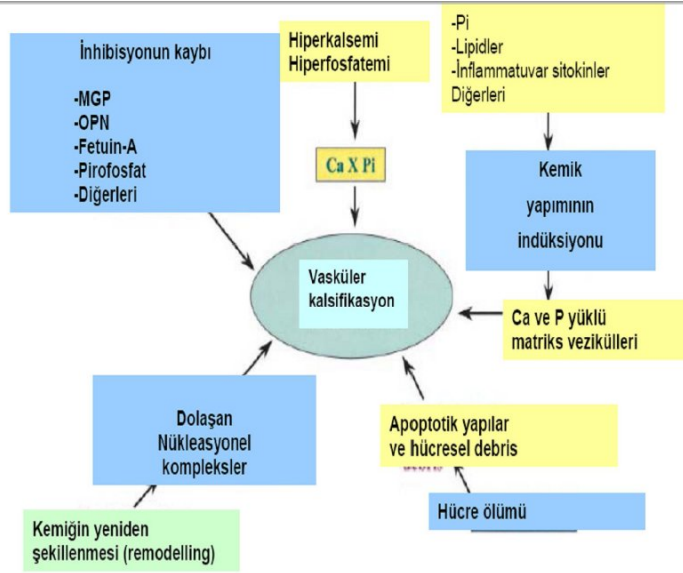 İnhibisyonun kaybı
-MGP
-OPN
-Fetuin-A
-Pirofosfat
-Diğerleri
Hiperkalsemi
Hiperfosfatemi
Ca X Pi
-Pi
-Lipidler
-İnflammatuvar sitokinler
Diğerleri
Kemik
yapımının
indüksiyonu
Vasküler
kalsifikasyon
Ca ve P yüklü
matriks vezikülleri
Dolaşan
Nükleasyonel
kompleksler
Apoptotik yapılar
ve hücresel debris
Hücre ölümü
Kemiğin yeniden
şekillenmesi (remodelling)